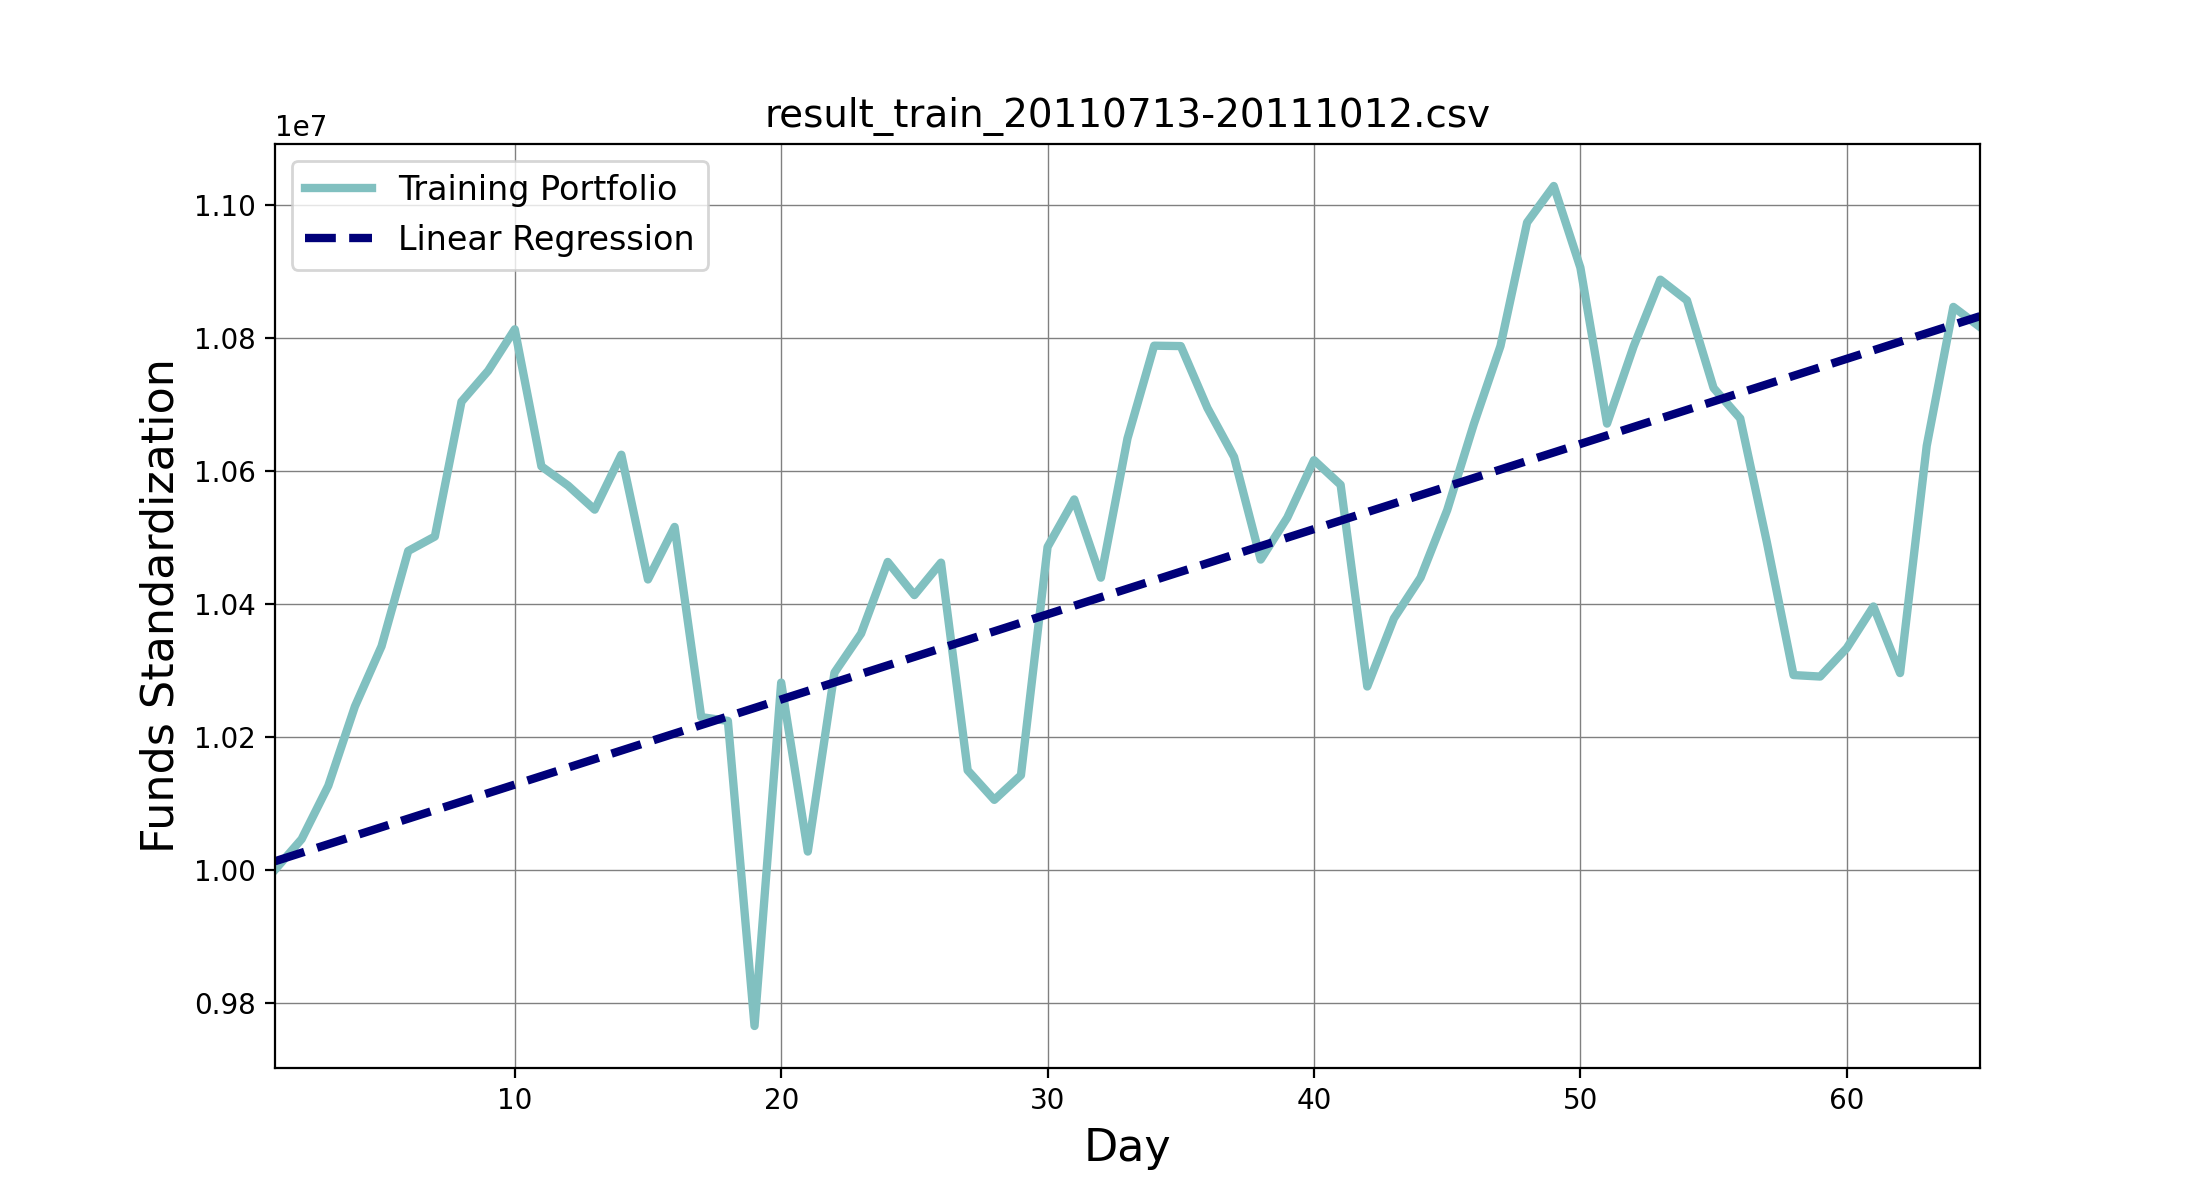 result_train_20110713-20111012.csv
1e7
Training Portfolio
Linear Regression
1.10
1.08
1.06
1.04
1.02
1.00
0.98
Funds Standardization
10 20 30 40 50 60
Day